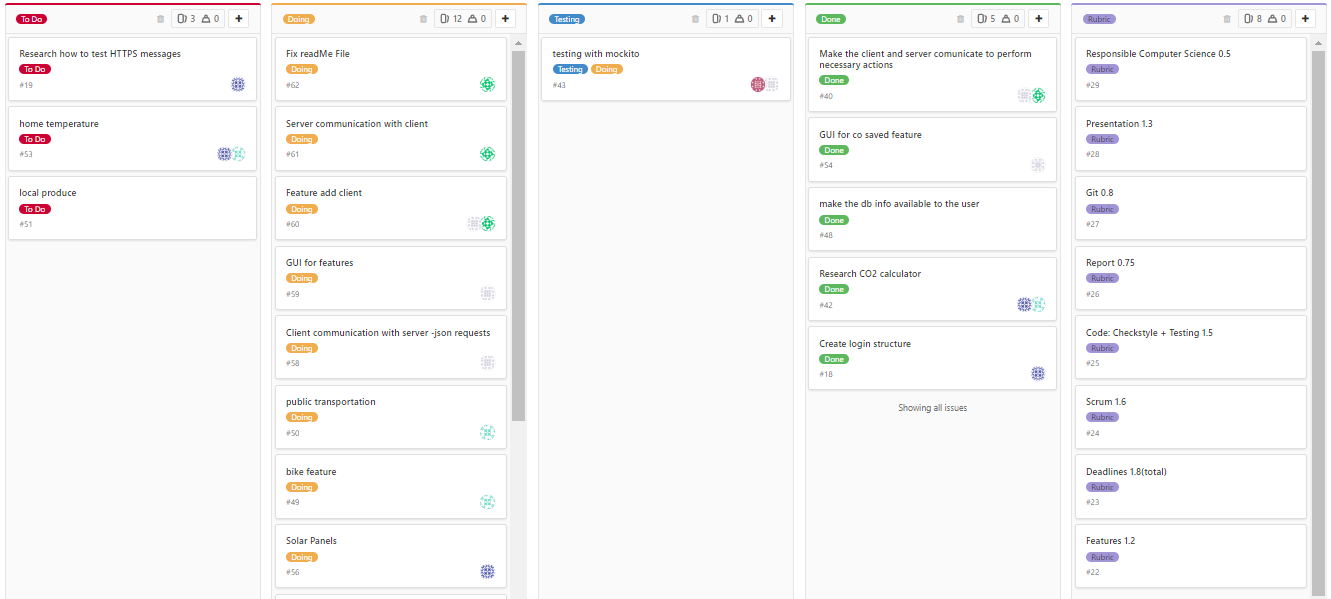 To Do 3 0 +
Research how to test HTTPS messages
To Do
#19
home temperature
To Do
#53
local produce
To Do
#51
Doing 12 0 +
Fix readMe File
Doing
#62
Server communication with client
Doing
#61
Feature add client
Doing
#60
GUI for features
Doing
#59
Client communication with server -json requests
Doing
#58
public transportation
Doing
#50
bike feature
Doing
#49
Solar Panels
Doing
#56
Testing 1 0 +
testing with mockito
Testing Doing
#43
Done 5 0 +
Make the client and server comunicate to perform
necessary actions
Done
#40
GUI for co saved feature
Done
#54
make the db info available to the user
Done
#48
Research CO2 calculator
Done
#42
Create login structure
Done
#18
Showing all issues
Rubric 8 0 +
Responsible Computer Science 0.5
Rubric
#29
Presentation 1.3
Rubric
#28
Git 0.8
Rubric
#27
Report 0.75
Rubric
#26
Code: Checkstyle + Testing 1.5
Rubric
#25
Scrum 1.6
Rubric
#24
Deadlines 1.8(total)
Rubric
#23
Features 1.2
Rubric
#22